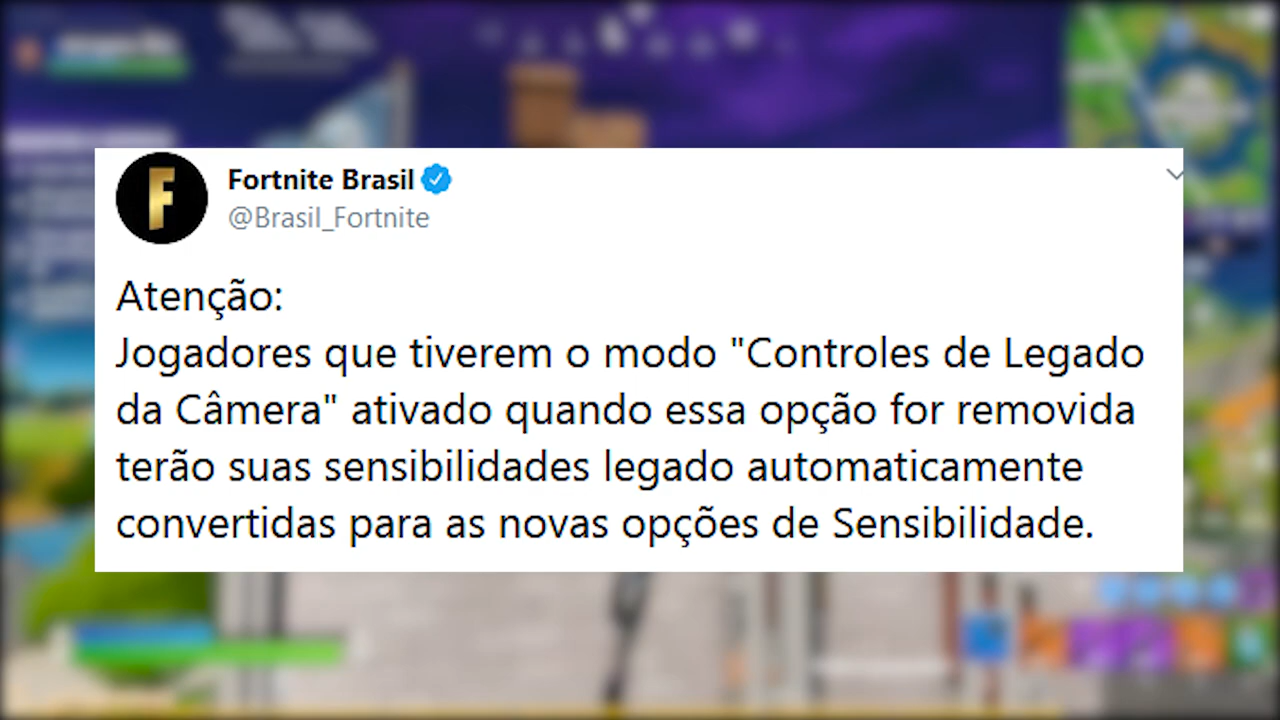 Fortnite Brasil
@Brasil_Fortnite
Atenção:
Jogadores que tiverem o modo "Controles de Legado
da Câmera" ativado quando essa opção for removida
terão suas sensibilidades legado automaticamente
convertidas para as novas opções de Sensibilidade.